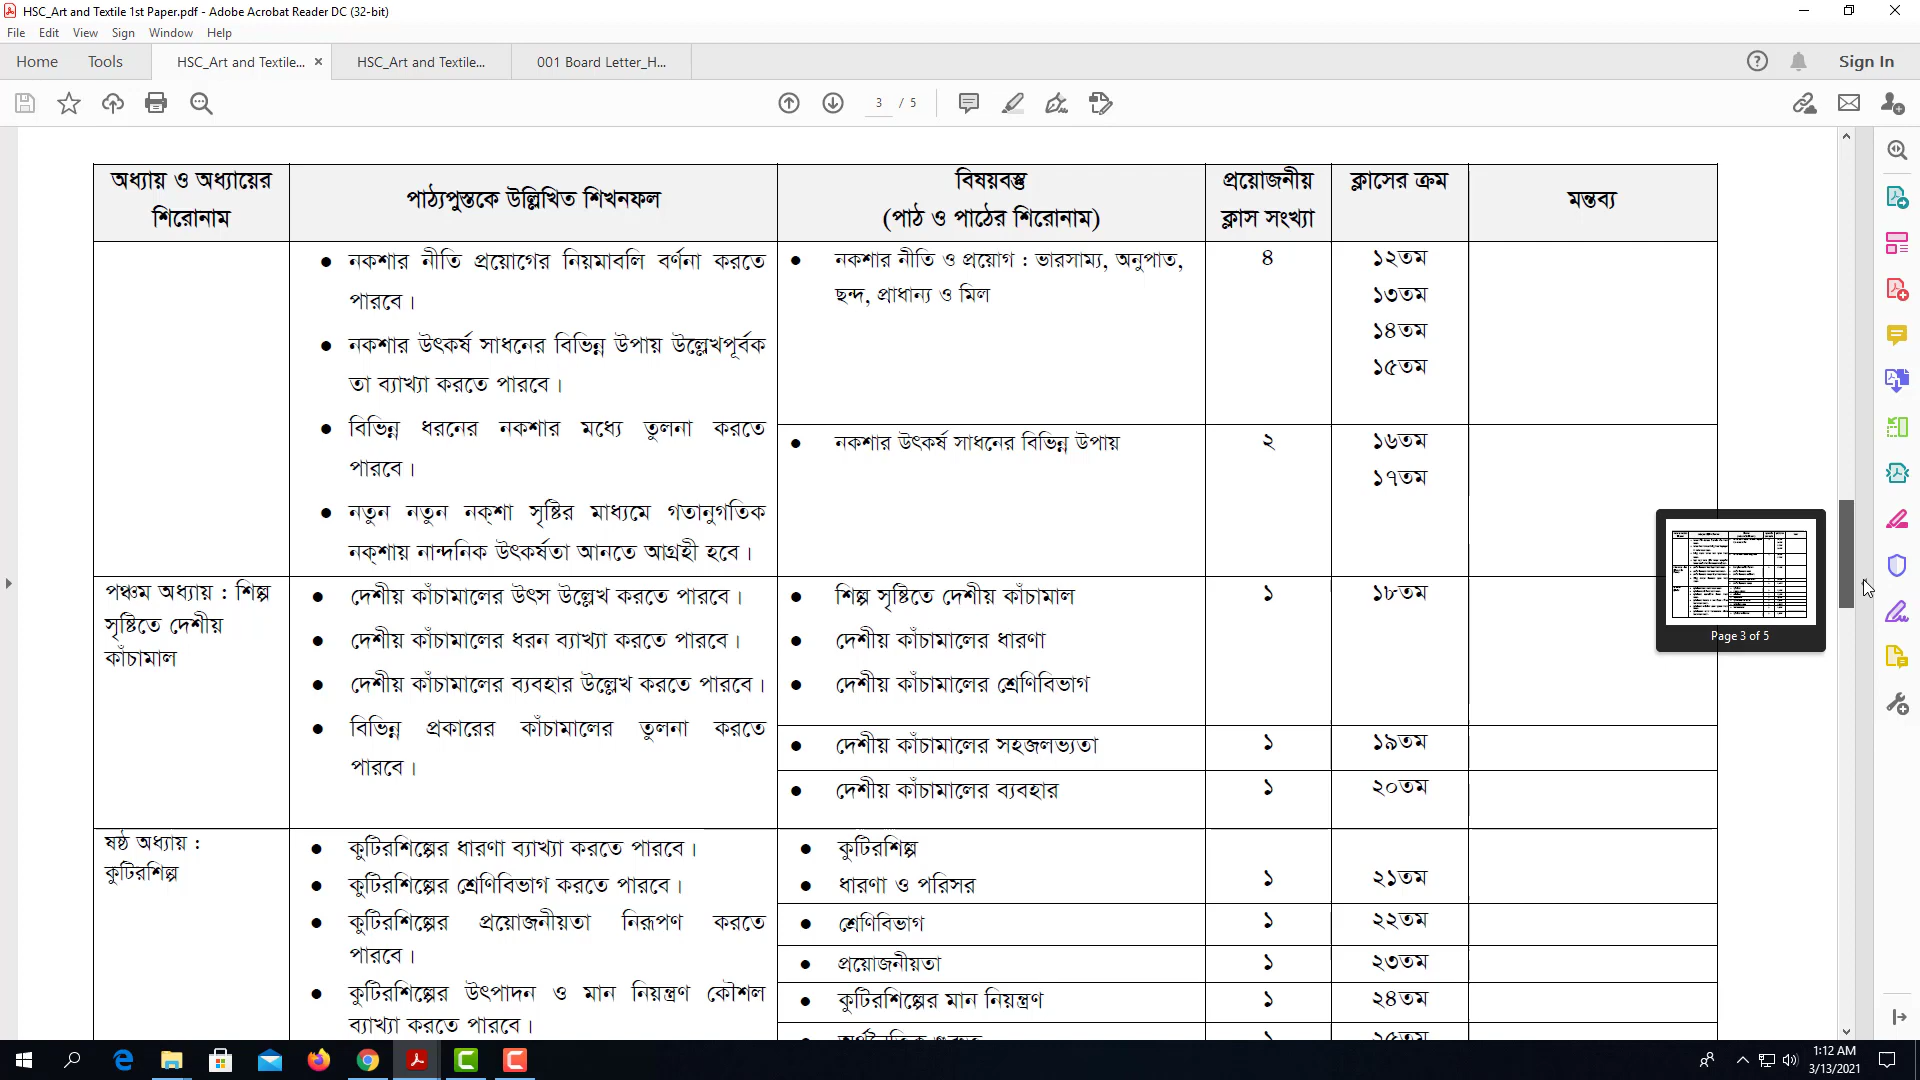 HSC_Art and Textile 1st Paper.pdf - Adobe Acrobat Reader DC (32-bit)
File Edit View Sign Window Help
Home Tools HSC_Art and Textile... × HSC_Art and Textile... 001 Board Letter_H... Sign In
3 / 5
অধ্যায় ও অধ্যায়ের শিরোনাম
পাঠ্যপুস্তকে উল্লিখিত শিখনফল
বিষয়বস্তু
(পাঠ ও পাঠের শিরোনাম)
প্রয়োজনীয়
ক্লাস সংখ্যা
ক্লাসের ক্রম
মন্তব্য
● নকশার নীতি প্রয়োগের নিয়মাবলি বর্ণনা করতে
পারবে।
● নকশার উৎকর্ষ সাধনের বিভিন্ন উপায় উল্লেখপূর্বক
তা ব্যাখ্যা করতে পারবে।
● বিভিন্ন ধরনের নকশার মধ্যে তুলনা করতে
পারবে।
● নতুন নতুন নক্শা সৃষ্টির মাধ্যমে গতানুগতিক
নক্শায় নান্দনিক উৎকর্ষতা আনতে আগ্রহী হবে।
● নকশার নীতি ও প্রয়োগ : ভারসাম্য, অনুপাত,
ছন্দ, প্রাধান্য ও মিল
৪
১২তম
১৩তম
১৪তম
১৫তম
● নকশার উৎকর্ষ সাধনের বিভিন্ন উপায়
২
১৬তম
১৭তম
পঞ্চম অধ্যায় : শিল্প
সৃষ্টিতে দেশীয়
কাঁচামাল
● দেশীয় কাঁচামালের উৎস উল্লেখ করতে পারবে।
● দেশীয় কাঁচামালের ধরন ব্যাখ্যা করতে পারবে।
● দেশীয় কাঁচামালের ব্যবহার উল্লেখ করতে পারবে।
● বিভিন্ন প্রকারের কাঁচামালের তুলনা করতে
পারবে।
● শিল্প সৃষ্টিতে দেশীয় কাঁচামাল
● দেশীয় কাঁচামালের ধারণা
● দেশীয় কাঁচামালের শ্রেণিবিভাগ
১
১৮তম
● দেশীয় কাঁচামালের সহজলভ্যতা
১
১৯তম
● দেশীয় কাঁচামালের ব্যবহার
১
২০তম
ষষ্ঠ অধ্যায় :
কুটিরশিল্প
● কুটিরশিল্পের ধারণা ব্যাখ্যা করতে পারবে।
● কুটিরশিল্পের শ্রেণিবিভাগ করতে পারবে।
● কুটিরশিল্পের প্রয়োজনীয়তা নিরূপণ করতে
পারবে।
● কুটিরশিল্পের উৎপাদন ও মান নিয়ন্ত্রণ কৌশল
ব্যাখ্যা করতে পারবে।
● কুটিরশিল্প
● ধারণা ও পরিসর
১
২১তম
● শ্রেণিবিভাগ
১
২২তম
● প্রয়োজনীয়তা
১
২৩তম
● কুটিরশিল্পের মান নিয়ন্ত্রণ
১
২৪তম
Page 3 of 5
1:12 AM
3/13/2021